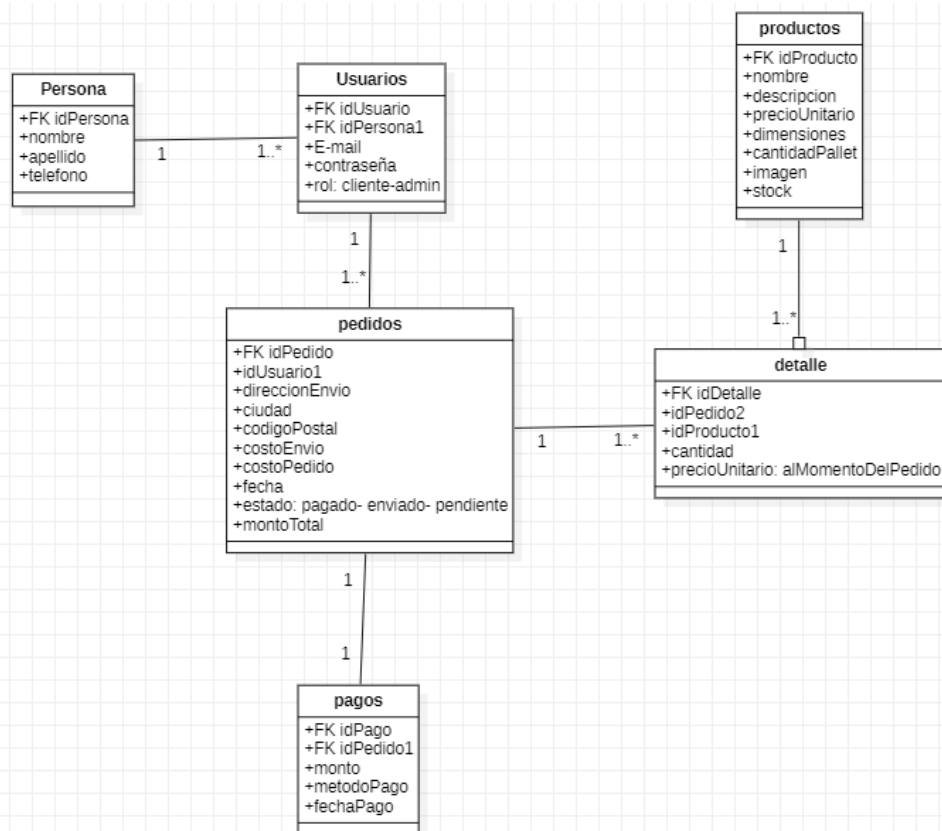 Persona
+FK idPersona
+nombre
+apellido
+telefono
1
1..*
Usuarios
+FK idUsuario
+FK idPersona1
+E-mail
+contraseña
+rol: cliente-admin
1
1..*
productos
+FK idProducto
+nombre
+descripcion
+precioUnitario
+dimensiones
+cantidadPallet
+imagen
+stock
1
1..*
pedidos
+FK idPedido
+idUsuario1
+direccionEnvio
+ciudad
+codigoPostal
+costoEnvio
+costoPedido
+fecha
+estado: pagado- enviado- pendiente
+montoTotal
1
1..*
detalle
+FK idDetalle
+idPedido2
+idProducto1
+cantidad
+precioUnitario: alMomentoDelPedido
1
1
pagos
+FK idPago
+FK idPedido1
+monto
+metodoPago
+fechaPago